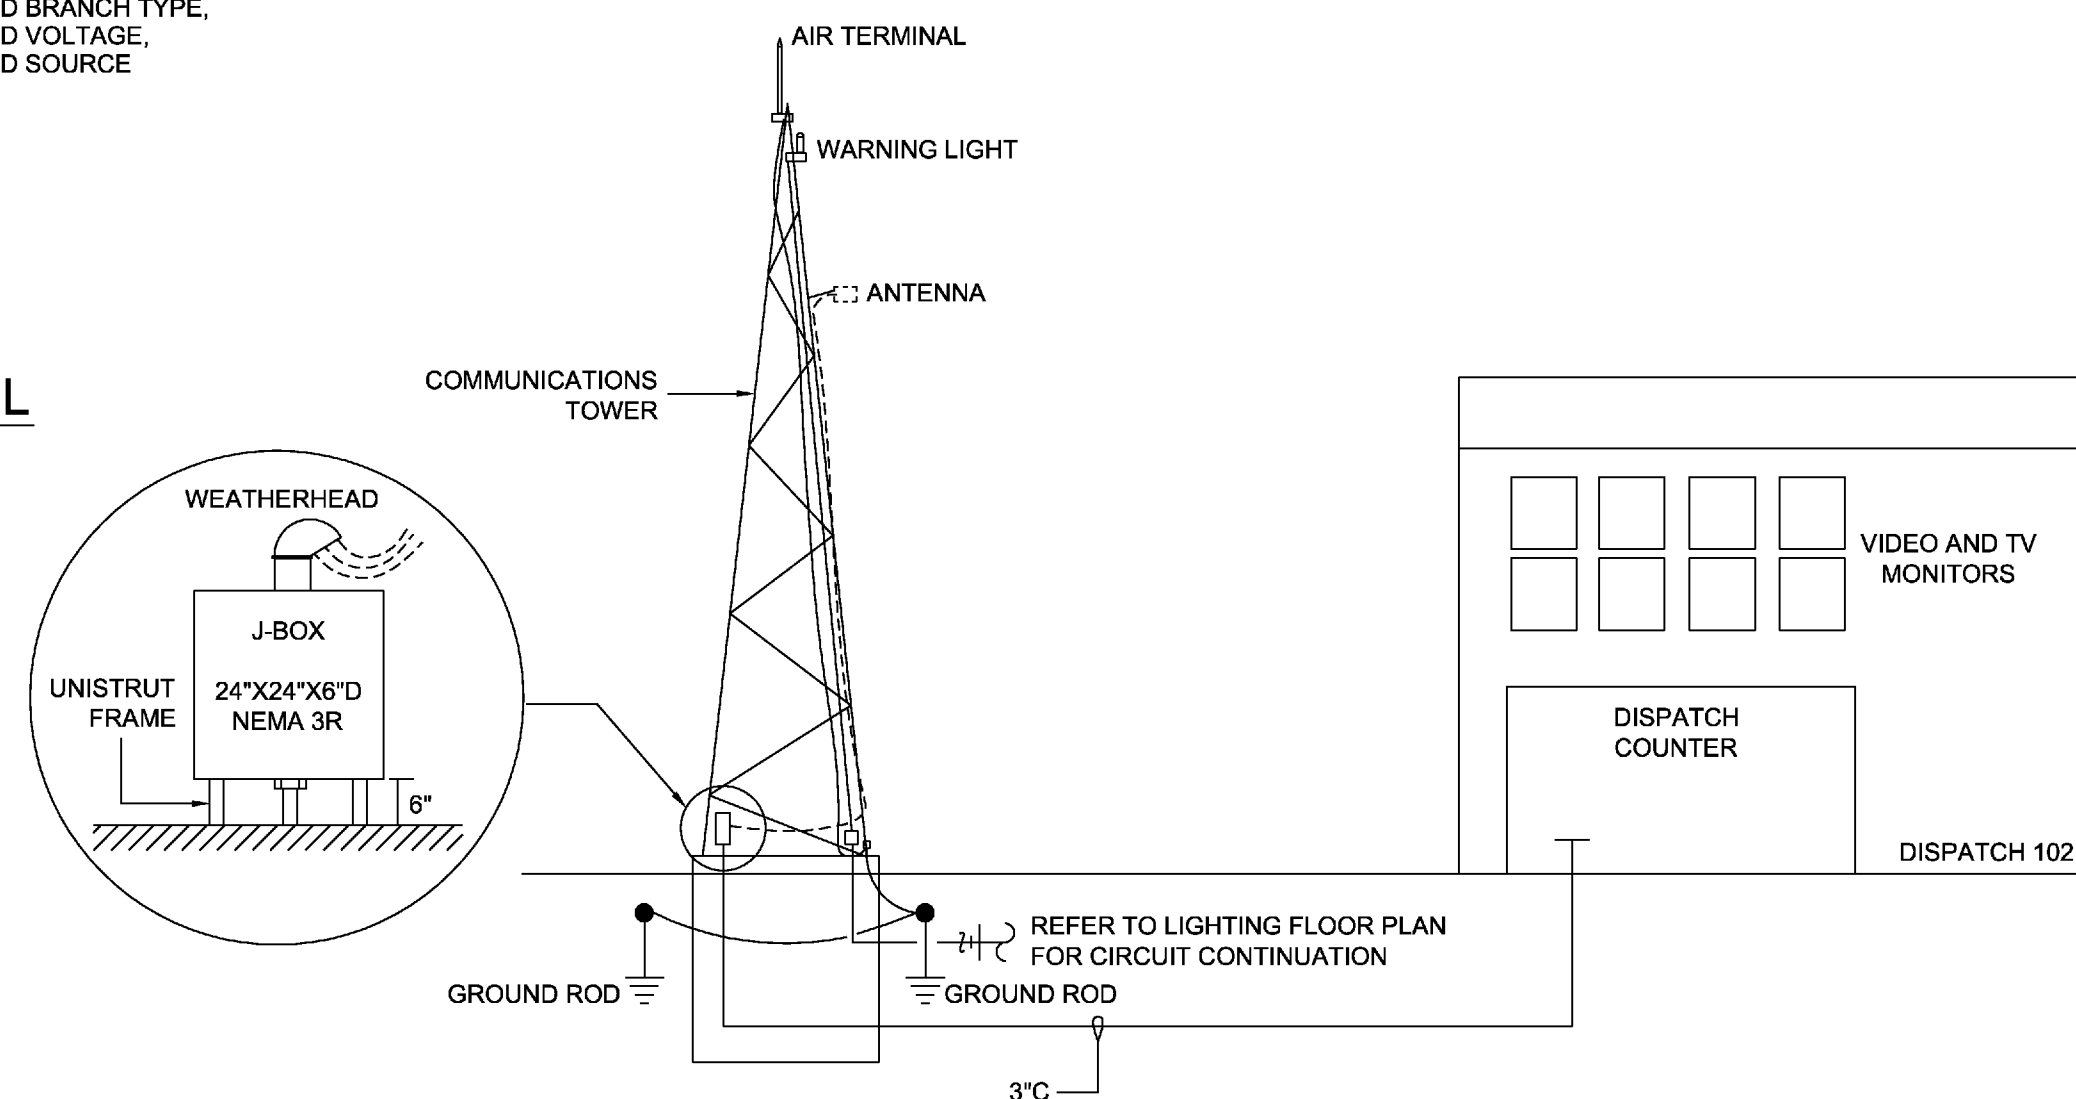 D BRANCH TYPE,
D VOLTAGE,
D SOURCE
AIR TERMINAL
WARNING LIGHT
ANTENNA
COMMUNICATIONS
TOWER
L
WEATHERHEAD
J-BOX
24"X24"X6"D
NEMA 3R
UNISTRUT
FRAME
6"
VIDEO AND TV
MONITORS
DISPATCH
COUNTER
DISPATCH 102
REFER TO LIGHTING FLOOR PLAN
FOR CIRCUIT CONTINUATION
GROUND ROD
GROUND ROD
3"C